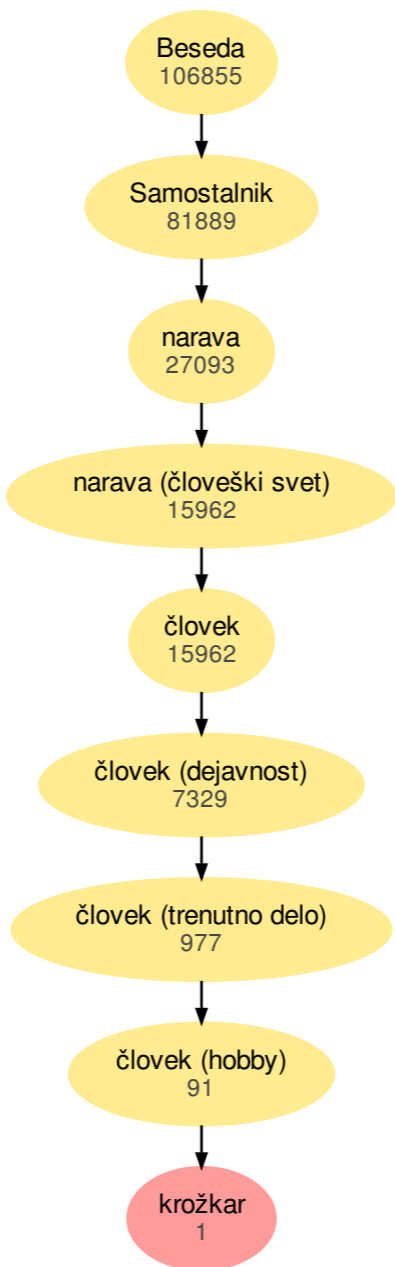 Beseda
106855
Samostalnik
81889
narava
27093
narava (človeški svet)
15962
človek
15962
človek (dejavnost)
7329
človek (trenutno delo)
977
človek (hobby)
91
krožkar
1